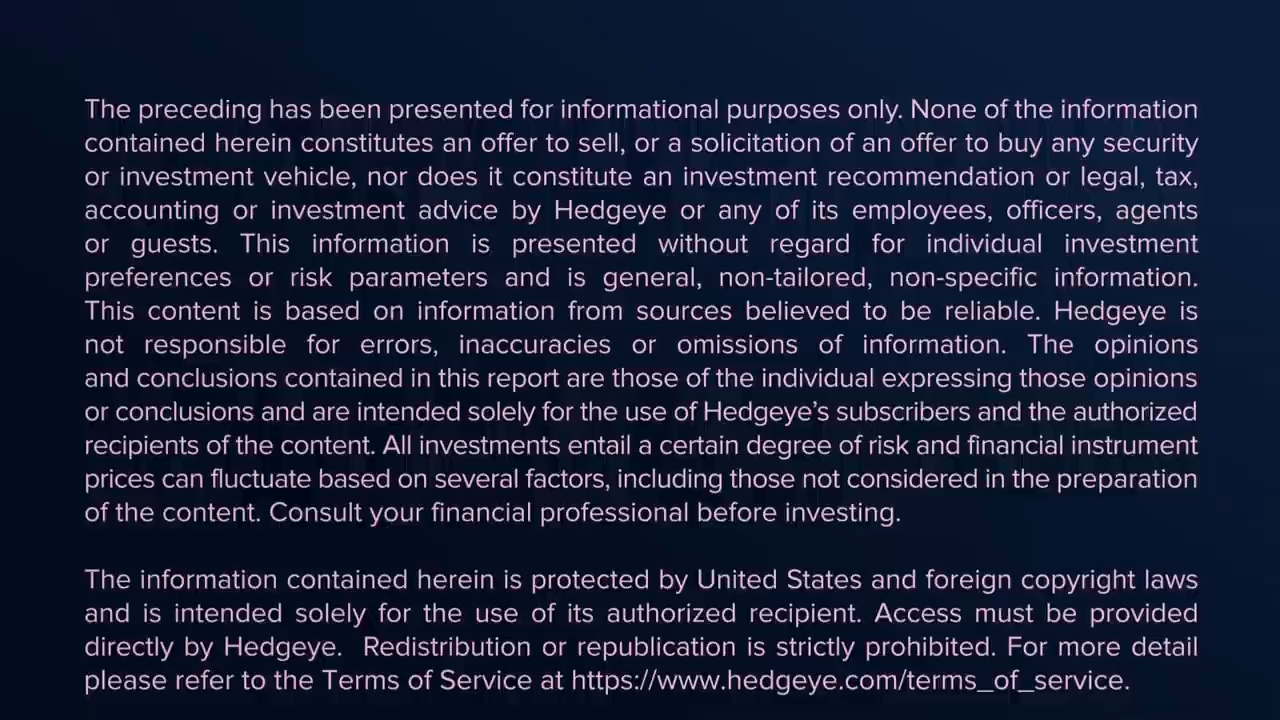 The preceding has been presented for informational purposes only. None of the information
contained herein constitutes an offer to sell, or a solicitation of an offer to buy any security
or investment vehicle, nor does it constitute an investment recommendation or legal, tax,
accounting or investment advice by Hedgeye or any of its employees, officers, agents
or guests. This information is presented without regard for individual investment
preferences or risk parameters and is general, non-tailored, non-specific information.
This content is based on information from sources believed to be reliable. Hedgeye is
not responsible for errors, inaccuracies or omissions of information. The opinions
and conclusions contained in this report are those of the individual expressing those opinions
or conclusions and are intended solely for the use of Hedgeye’s subscribers and the authorized
recipients of the content. All investments entail a certain degree of risk and financial instrument
prices can fluctuate based on several factors, including those not considered in the preparation
of the content. Consult your financial professional before investing.
The information contained herein is protected by United States and foreign copyright laws
and is intended solely for the use of its authorized recipient. Access must be provided
directly by Hedgeye.  Redistribution or republication is strictly prohibited. For more detail
please refer to the Terms of Service at https://www.hedgeye.com/terms_of_service.